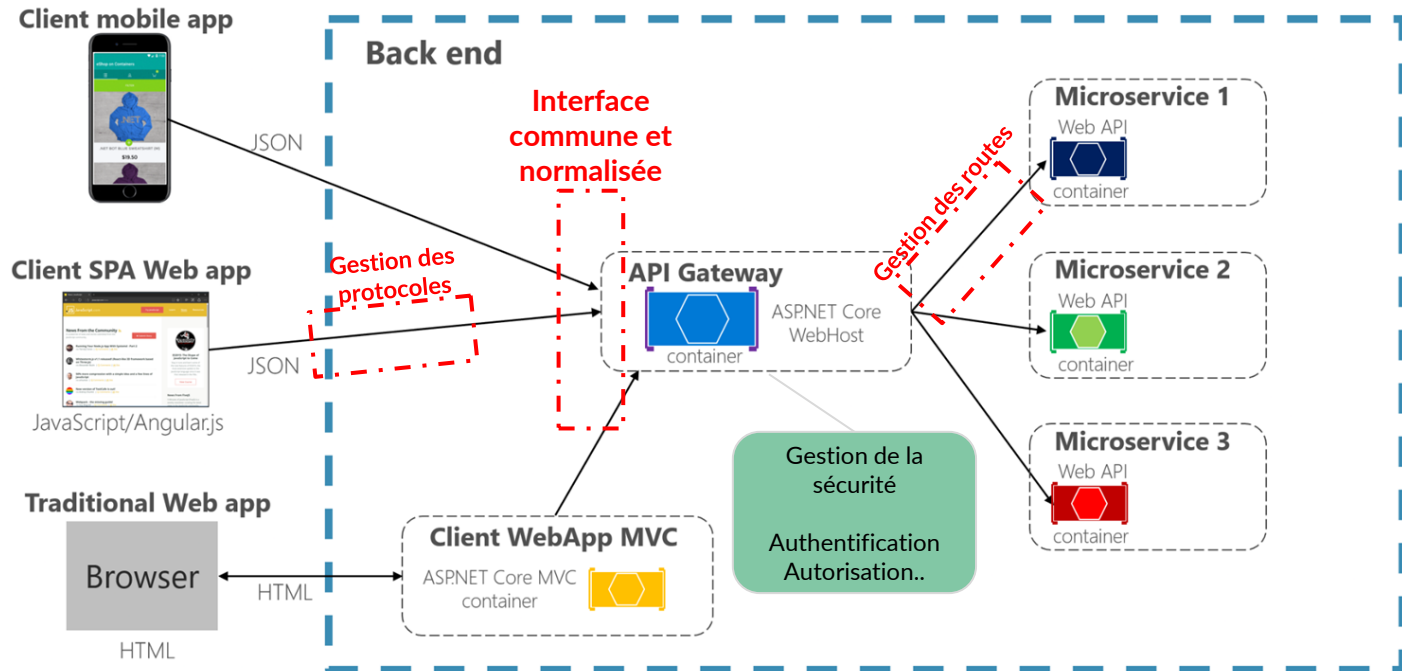 Client mobile app
Back end
Interface
commune et
normalisée
JSON
.NET
$19.50
Microservice 1
Web API
container
Gestion des routes
Client SPA Web app
Gestion des
protocoles
JSON
JavaScript/Angular.js
API Gateway
ASP.NET Core
WebHost
container
Microservice 2
Web API
container
Gestion de la
sécurité
Authentification
Autorisation..
Microservice 3
Web API
container
Traditional Web app
Browser
HTML
HTML
Client WebApp MVC
ASP.NET Core MVC
container